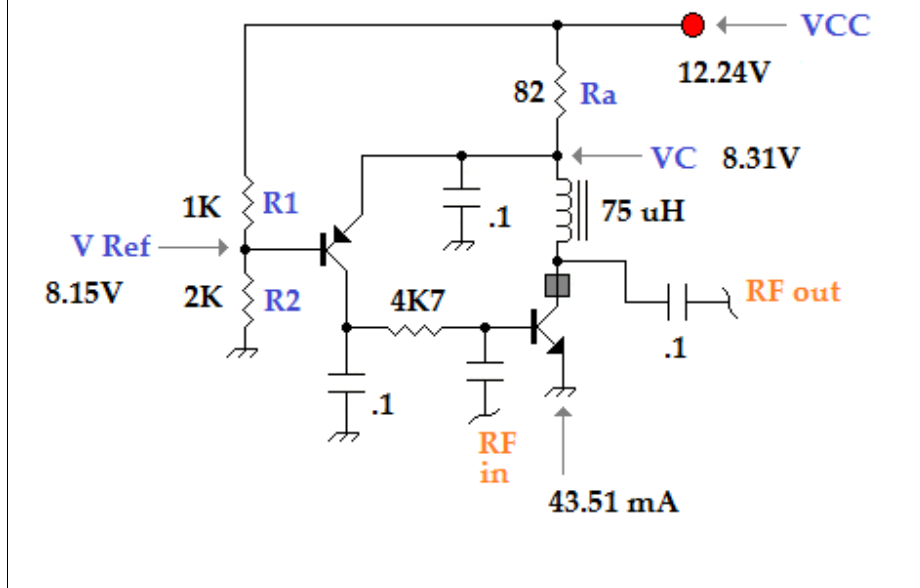 VCC
12.24V
82 Ra
VC 8.31V
1K R1
.1
75 uH
V Ref
8.15V
2K R2
4K7
RF out
.1
.1
RF
in
43.51 mA